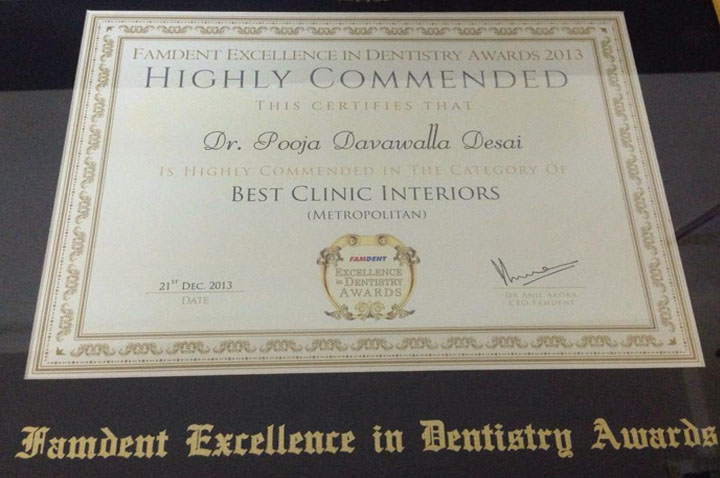 FAMDENT EXCELLENCE IN DENTISTRY AWARDS 2013
HIGHLY COMMENDED
THIS CERTIFIES THAT
Dr. Pooja Davawalla Desai
IS HIGHLY COMMENDED IN THE CATEGORY OF
BEST CLINIC INTERIORS
(METROPOLITAN)
FAMDENT
EXCELLENCE
in DENTISTRY
AWARDS
21ST DEC. 2013
DATE
DR ANIL ARORA
CEO FAMDENT
Famdent Excellence in Dentistry Awards